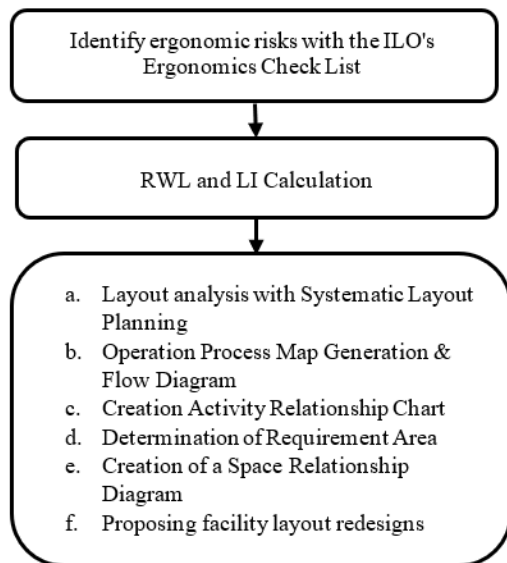 Identify ergonomic risks with the ILO's
Ergonomics Check List
RWL and LI Calculation
a. Layout analysis with Systematic Layout
Planning
b. Operation Process Map Generation &
Flow Diagram
c. Creation Activity Relationship Chart
d. Determination of Requirement Area
e. Creation of a Space Relationship
Diagram
f. Proposing facility layout redesigns